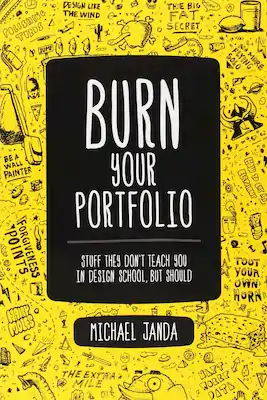 DESIGN LIKE
THE WIND
THE BIG
FAT
SECRET
BURN
YOUR
PORTFOLIO
BE A
WALL
PAINTER
FORGIVENESS
POINTS
STUFF THEY DON'T TEACH YOU
IN DESIGN SCHOOL, BUT SHOULD
TOOT YOUR
OWN
HORN
MICHAEL JANDA
THE EXTRA
MILE